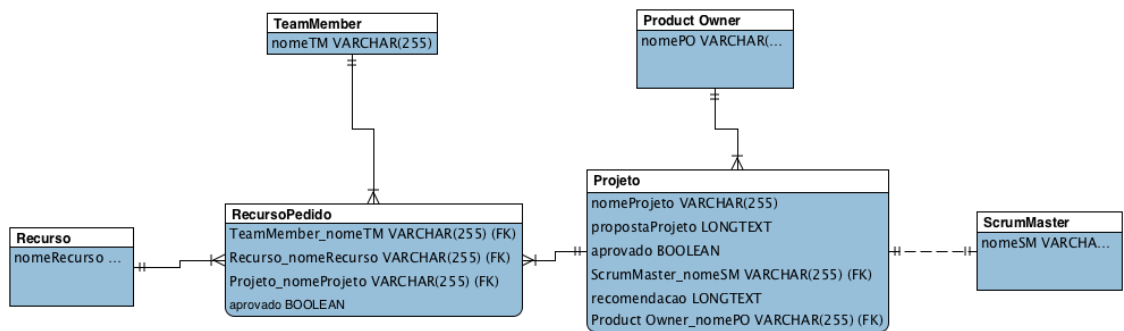 TeamMember
nomeTM VARCHAR(255)
Product Owner
nomePO VARCHAR(...
Projeto
nomeProjeto VARCHAR(255)
propostaProjeto LONGTEXT
aprovado BOOLEAN
ScrumMaster_nomeSM VARCHAR(255) (FK)
recomendacao LONGTEXT
Product Owner_nomePO VARCHAR(255) (FK)
RecursoPedido
TeamMember_nomeTM VARCHAR(255) (FK)
Recurso_nomeRecurso VARCHAR(255) (FK)
Projeto_nomeProjeto VARCHAR(255) (FK)
aprovado BOOLEAN
Recurso
nomeRecurso ...
ScrumMaster
nomeSM VARCHA...